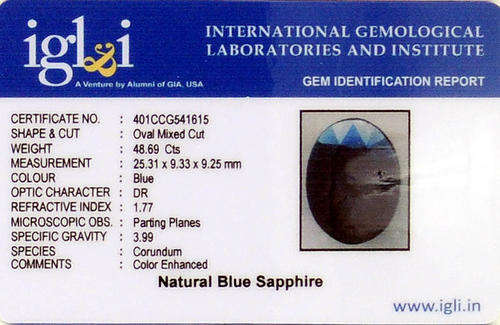 igl&i
A Venture by Alumni of GIA, USA
INTERNATIONAL GEMOLOGICAL
LABORATORIES AND INSTITUTE
GEM IDENTIFICATION REPORT
CERTIFICATE NO. : 401CCG541615
SHAPE & CUT : Oval Mixed Cut
WEIGHT : 48.69 Cts
MEASUREMENT : 25.31 x 9.33 x 9.25 mm
COLOUR : Blue
OPTIC CHARACTER : DR
REFRACTIVE INDEX : 1.77
MICROSCOPIC OBS. : Parting Planes
SPECIFIC GRAVITY : 3.99
SPECIES : Corundum
COMMENTS : Color Enhanced
Natural Blue Sapphire
www.igli.in